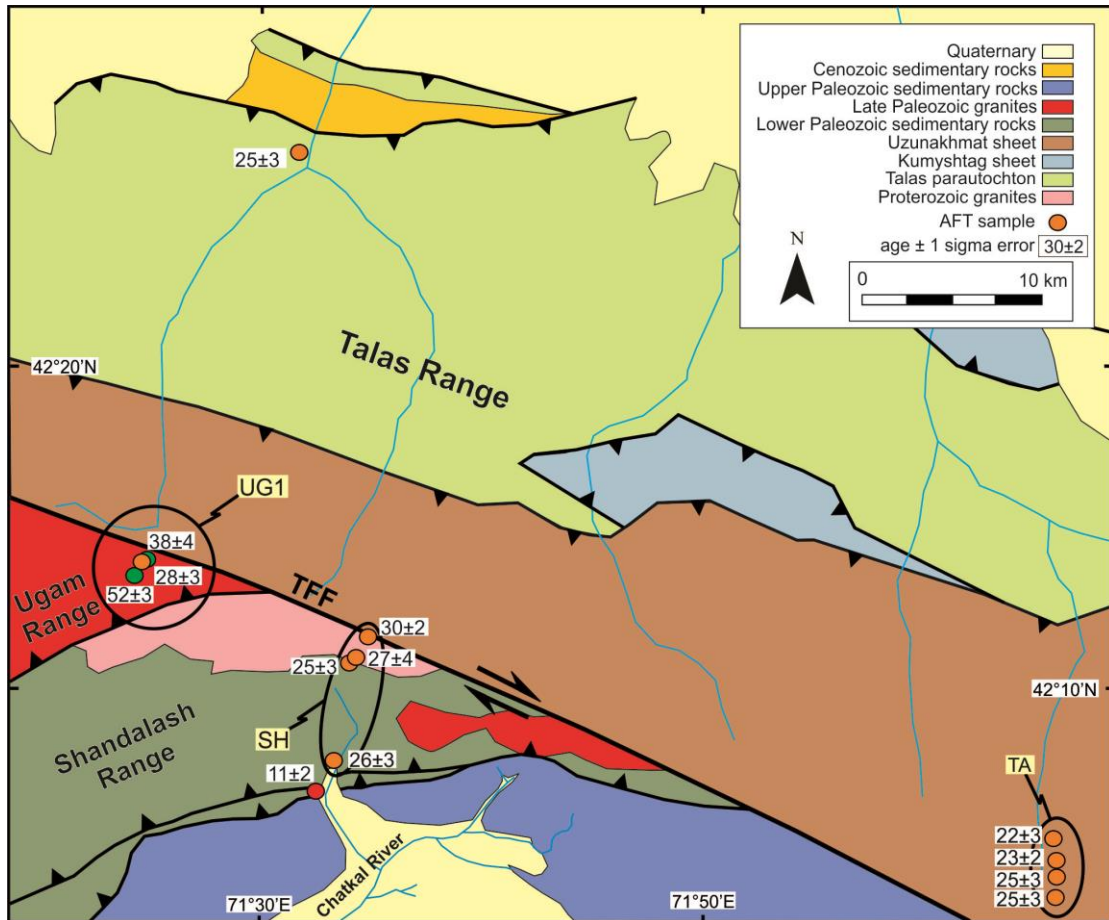 Quaternary
Cenozoic sedimentary rocks
Upper Paleozoic sedimentary rocks
Late Paleozoic granites
Lower Paleozoic sedimentary rocks
Uzunakhmat sheet
Kumyshtag sheet
Talas parautochton
Proterozoic granites
AFT sample
age ± 1 sigma error 30±2
N
0 10 km
25±3
Talas Range
42°20'N
UG1
38±4
28±3
52±3
Ugam
Range
TFF
30±2
27±4
25±3
42°10'N
Shandalash
Range
SH
26±3
11±2
TA
22±3
23±2
25±3
25±3
Chatkal River
71°30'E
71°50'E